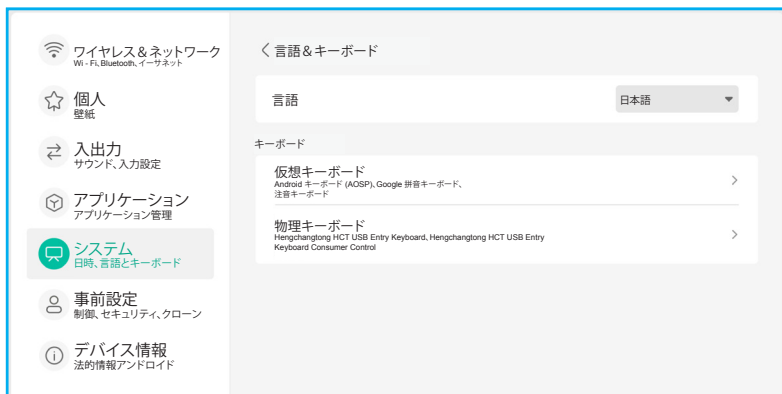 ワイヤレス&ネットワーク
Wi - Fi、Bluetooth、イーサネット
個人
壁紙
入出力
サウンド、入力設定
アプリケーション
アプリケーション管理
システム
日時、言語とキーボード
事前設定
制御、セキュリティ、クローン
デバイス情報
法的情報アンドロイド
言語&キーボード
言語
日本語
キーボード
仮想キーボード
Android キーボード (AOSP)、Google 拼音キーボード、
注音キーボード
物理キーボード
Hengchangtong HCT USB Entry Keyboard、Hengchangtong HCT USB Entry
Keyboard Consumer Control